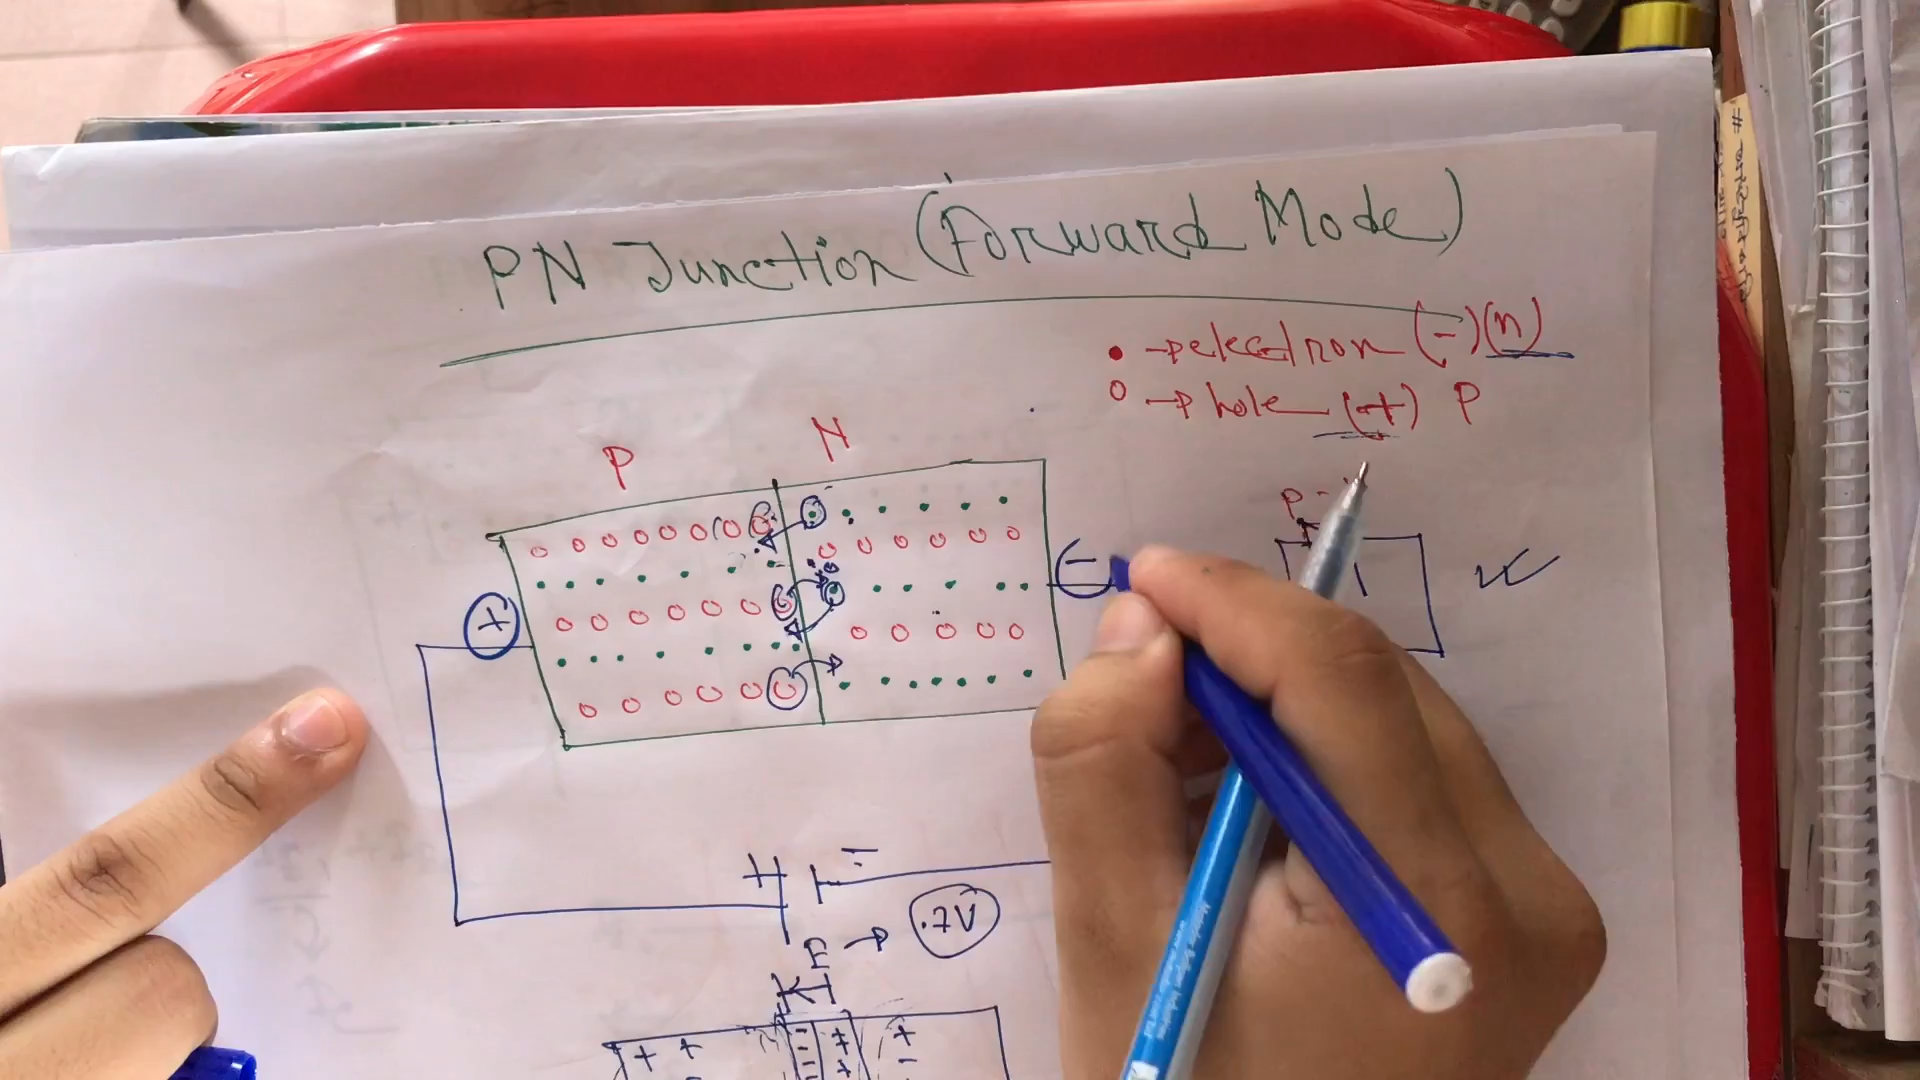 PN Junction (Forward Mode)
• → electron (-) (n)
o → hole (+) P
P N
P -
+ -
+ -
→ .7V
+ + +